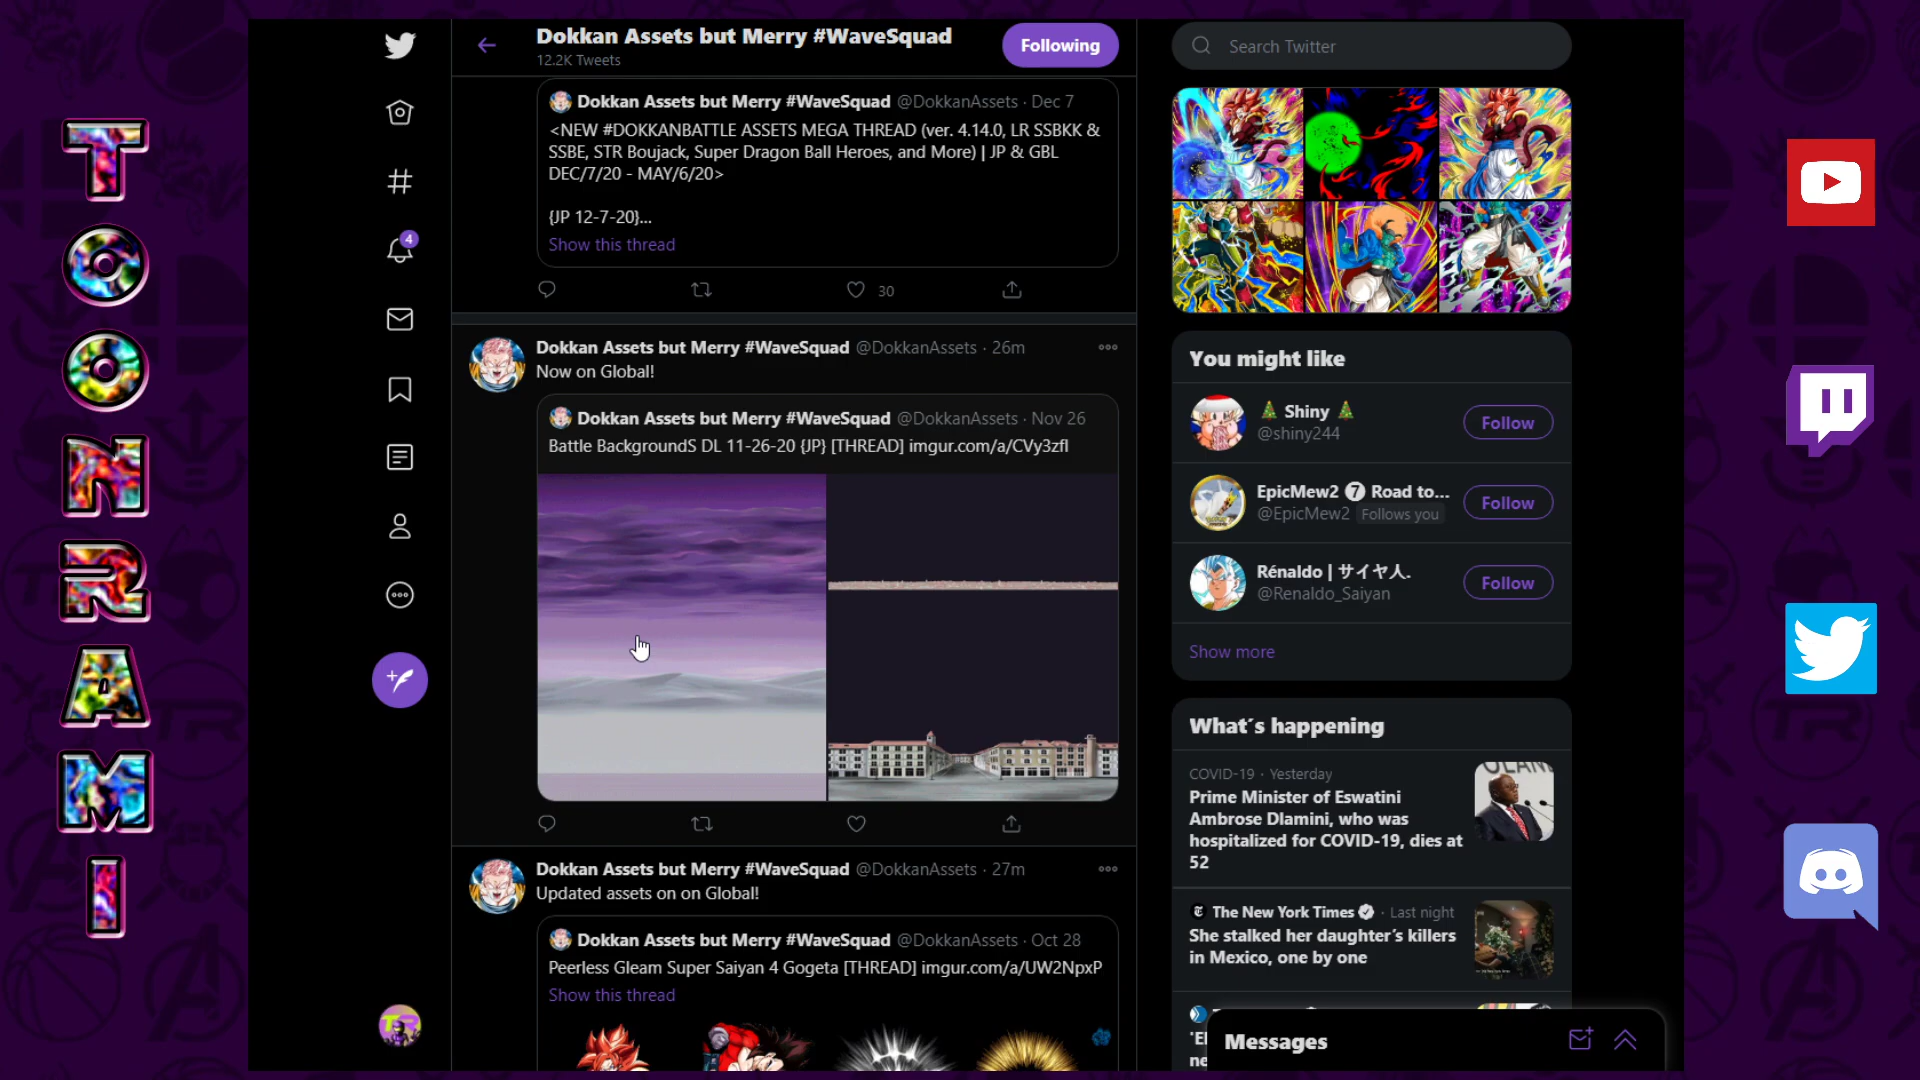 TOONRAMI
Dokkan Assets but Merry #WaveSquad
12.2K Tweets
Following
Search Twitter
Dokkan Assets but Merry #WaveSquad @DokkanAssets · Dec 7
<NEW #DOKKANBATTLE ASSETS MEGA THREAD (ver. 4.14.0, LR SSBKK &
SSBE, STR Boujack, Super Dragon Ball Heroes, and More) | JP & GBL
DEC/7/20 - MAY/6/20>
{JP 12-7-20}...
Show this thread
30
4
Dokkan Assets but Merry #WaveSquad @DokkanAssets · 26m
Now on Global!
Dokkan Assets but Merry #WaveSquad @DokkanAssets · Nov 26
Battle BackgroundS DL 11-26-20 {JP} [THREAD] imgur.com/a/CVy3zfI
Dokkan Assets but Merry #WaveSquad @DokkanAssets · 27m
Updated assets on on Global!
Dokkan Assets but Merry #WaveSquad @DokkanAssets · Oct 28
Peerless Gleam Super Saiyan 4 Gogeta [THREAD] imgur.com/a/UW2NpxP
Show this thread
You might like
🎄 Shiny 🎄
@shiny244
Follow
EpicMew2 ❼ Road to...
@EpicMew2 Follows you
Follow
Rénaldo | サイヤ人.
@Renaldo_Saiyan
Follow
Show more
What's happening
COVID-19 · Yesterday
Prime Minister of Eswatini
Ambrose Dlamini, who was
hospitalized for COVID-19, dies at
52
The New York Times · Last night
She stalked her daughter's killers
in Mexico, one by one
Messages
TR